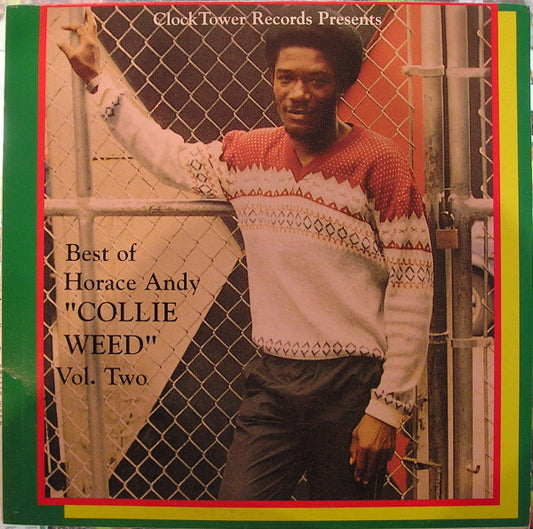 ClockTower Records Presents
Best of
Horace Andy
"COLLIE
WEED"
Vol. Two